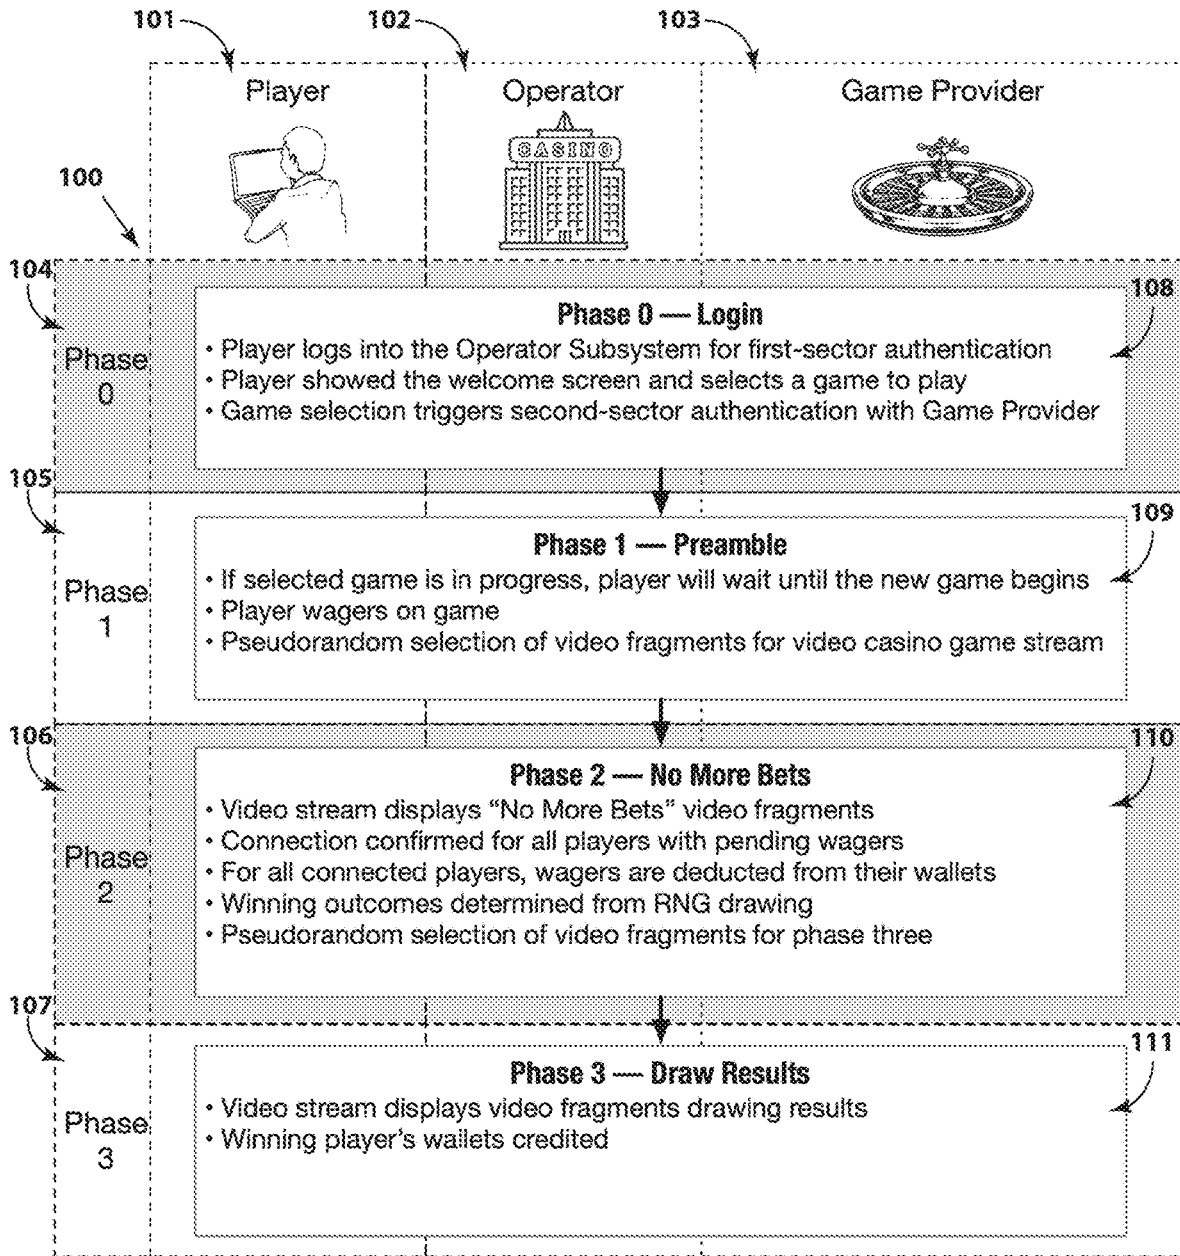 101
102
103
Player
Operator
Game Provider
CASINO
100
104
108
Phase 0 — Login
• Player logs into the Operator Subsystem for first-sector authentication
• Player showed the welcome screen and selects a game to play
• Game selection triggers second-sector authentication with Game Provider
Phase
0
105
109
Phase 1 — Preamble
• If selected game is in progress, player will wait until the new game begins
• Player wagers on game
• Pseudorandom selection of video fragments for video casino game stream
Phase
1
106
110
Phase 2 — No More Bets
• Video stream displays “No More Bets” video fragments
• Connection confirmed for all players with pending wagers
• For all connected players, wagers are deducted from their wallets
• Winning outcomes determined from RNG drawing
• Pseudorandom selection of video fragments for phase three
Phase
2
107
111
Phase 3 — Draw Results
• Video stream displays video fragments drawing results
• Winning player’s wallets credited
Phase
3